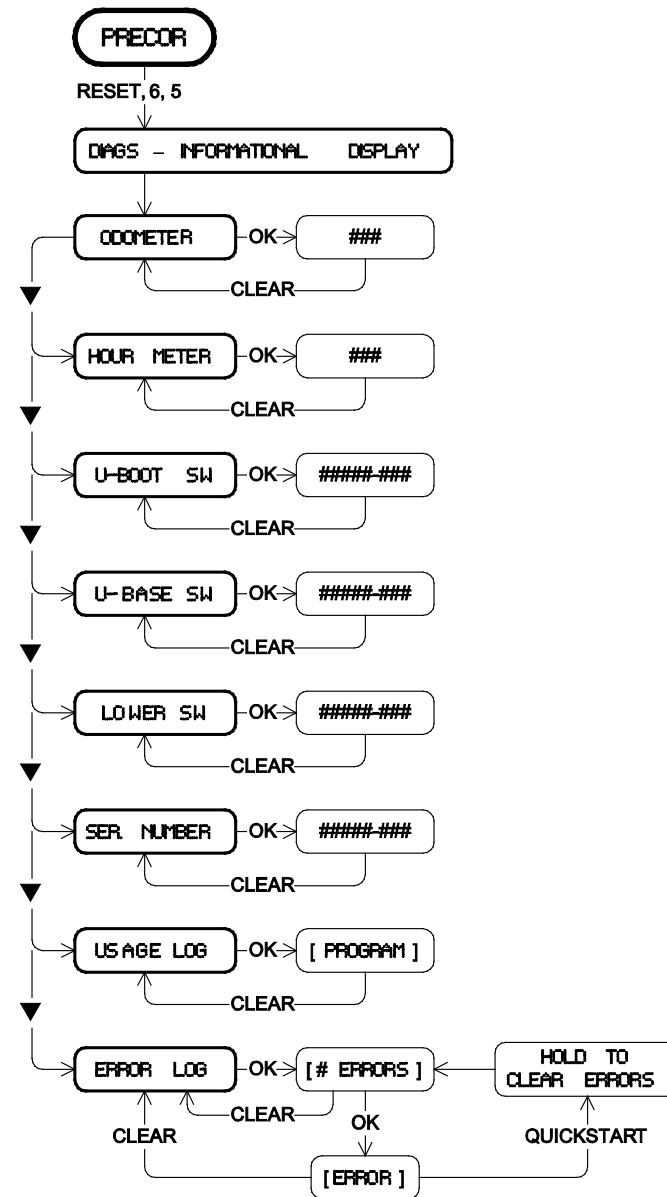 PRECOR
RESET, 6, 5
DIAGS - INFORMATIONAL DISPLAY
ODOMETER
OK
###
CLEAR
HOUR METER
OK
###
CLEAR
U-BOOT SW
OK
#####-###
CLEAR
U-BASE SW
OK
#####-###
CLEAR
LOWER SW
OK
#####-###
CLEAR
SER. NUMBER
OK
#####-###
CLEAR
USAGE LOG
OK
[ PROGRAM ]
CLEAR
ERROR LOG
OK
[ # ERRORS ]
HOLD TO
CLEAR ERRORS
CLEAR
OK
CLEAR
QUICKSTART
[ ERROR ]